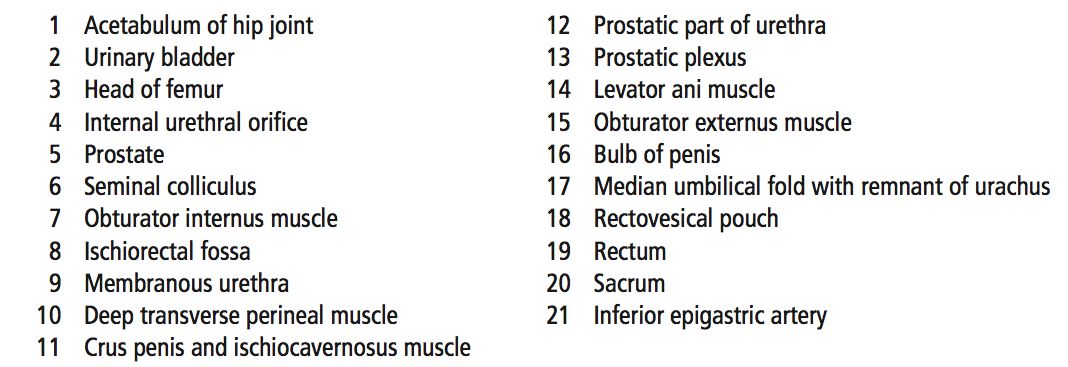 1 Acetabulum of hip joint
2 Urinary bladder
3 Head of femur
4 Internal urethral orifice
5 Prostate
6 Seminal colliculus
7 Obturator internus muscle
8 Ischiorectal fossa
9 Membranous urethra
10 Deep transverse perineal muscle
11 Crus penis and ischiocavernosus muscle
12 Prostatic part of urethra
13 Prostatic plexus
14 Levator ani muscle
15 Obturator externus muscle
16 Bulb of penis
17 Median umbilical fold with remnant of urachus
18 Rectovesical pouch
19 Rectum
20 Sacrum
21 Inferior epigastric artery